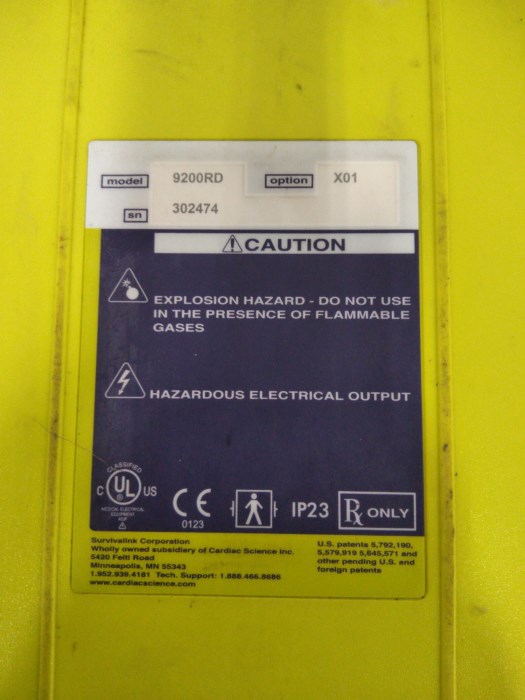 model 9200RD option X01
sn 302474
CAUTION
EXPLOSION HAZARD - DO NOT USE
IN THE PRESENCE OF FLAMMABLE
GASES
HAZARDOUS ELECTRICAL OUTPUT
CLASSIFIED
C UL US
MEDICAL ELECTRICAL
EQUIPMENT
CE
0123
IP23
Rx ONLY
Survivalink Corporation
Wholly owned subsidiary of Cardiac Science Inc.
5420 Feltl Road
Minneapolis, MN 55343
1.952.939.4181 Tech. Support: 1.888.466.8686
www.cardiacscience.com
U.S. patents 5,792,190,
5,579,919 5,645,571 and
other pending U.S. and
foreign patents